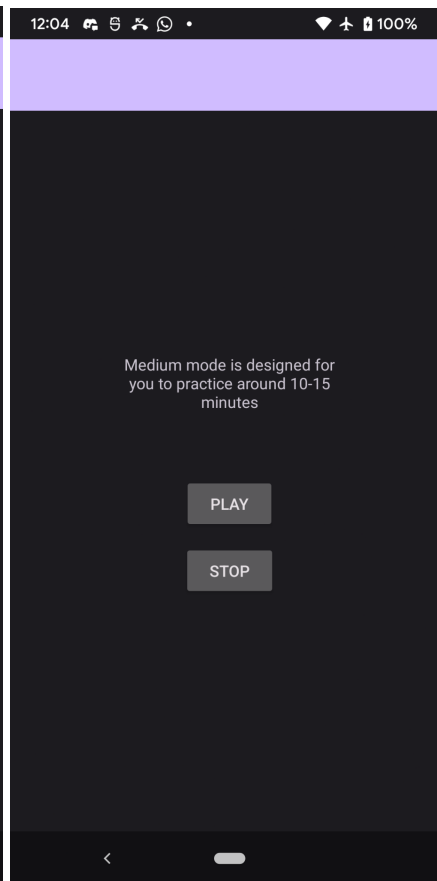 12:04 100%
Medium mode is designed for
you to practice around 10-15
minutes
PLAY
STOP